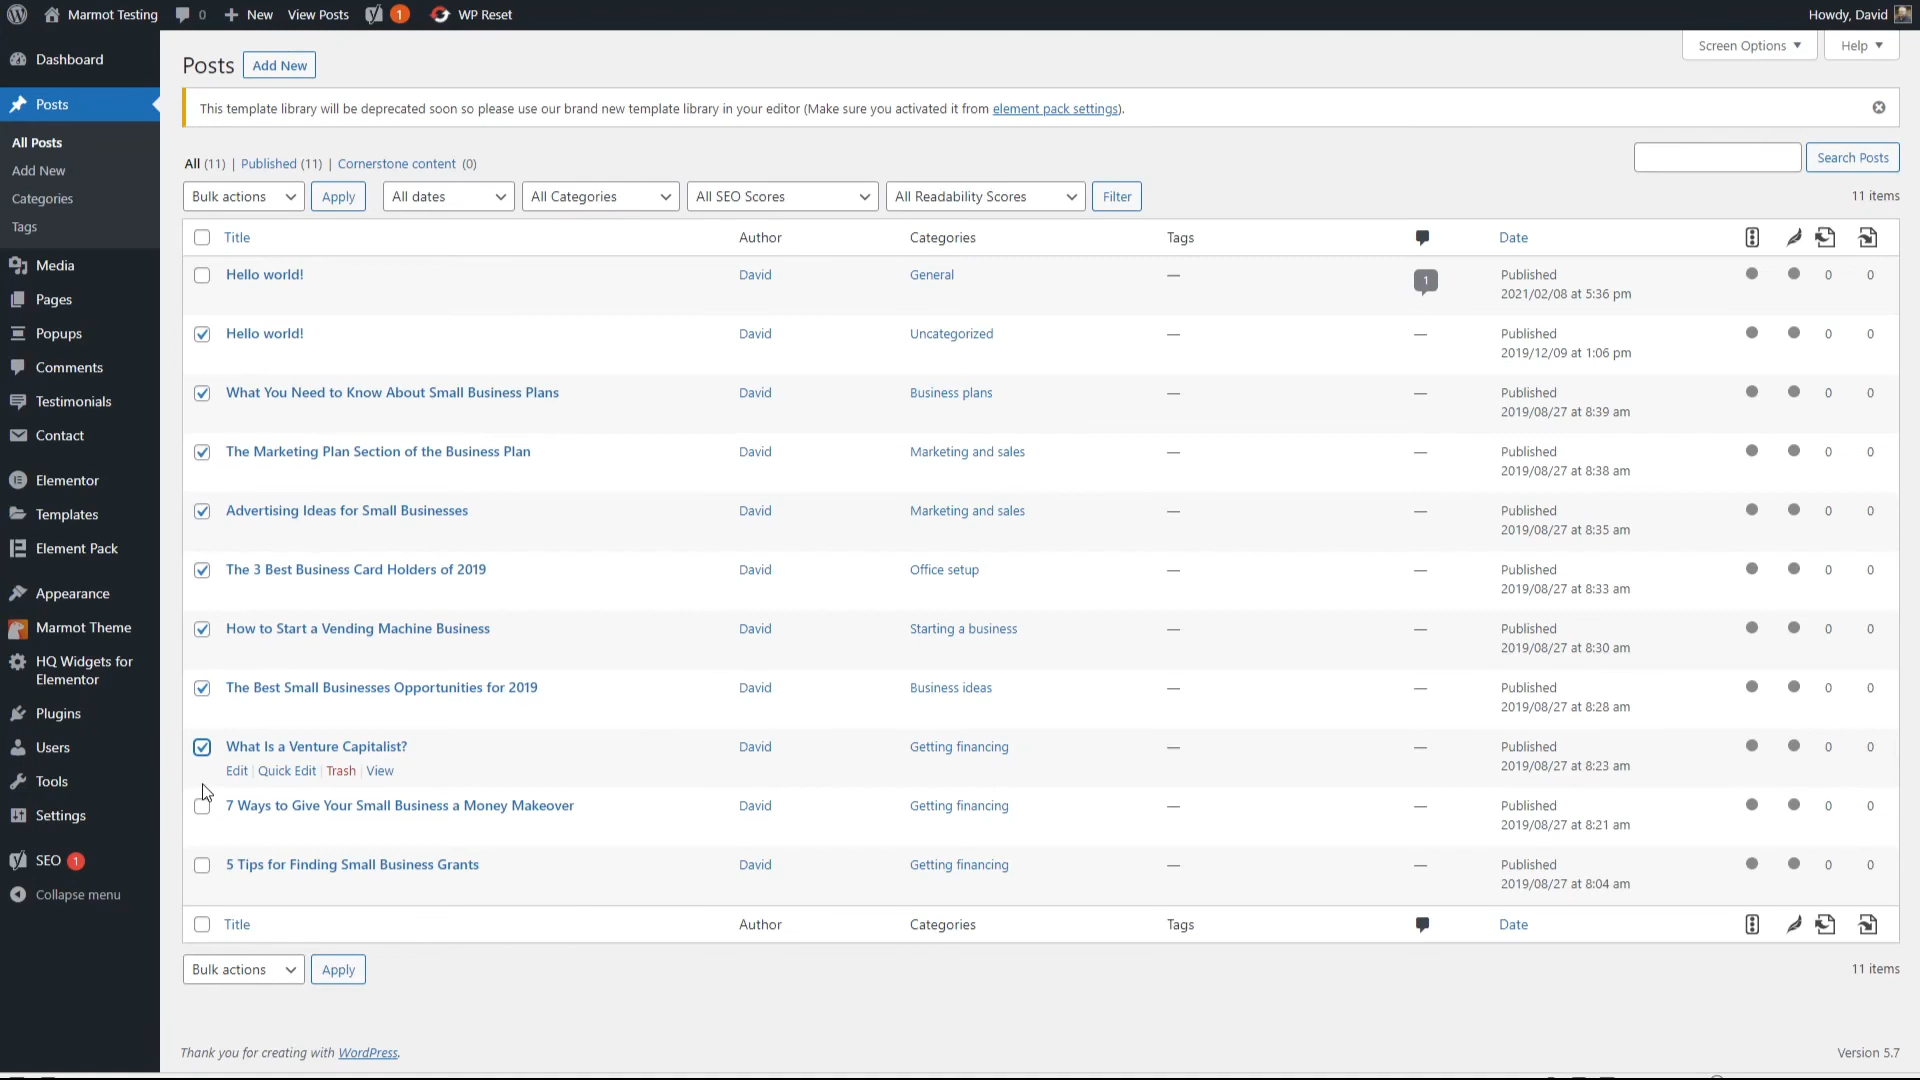 Marmot Testing 0 New View Posts 1 WP Reset Howdy, David
Screen Options Help
Dashboard
Posts
All Posts
Add New
Categories
Tags
Media
Pages
Popups
Comments
Testimonials
Contact
Elementor
Templates
Element Pack
Appearance
Marmot Theme
HQ Widgets for
Elementor
Plugins
Users
Tools
Settings
SEO 1
Collapse menu
Posts Add New
This template library will be deprecated soon so please use our brand new template library in your editor (Make sure you activated it from element pack settings).
All (11) | Published (11) | Cornerstone content (0)
Search Posts
Bulk actions Apply All dates All Categories All SEO Scores All Readability Scores Filter 11 items
Title Author Categories Tags Date
Hello world! David General — 1 Published 0 0
2021/02/08 at 5:36 pm
Hello world! David Uncategorized — — Published 0 0
2019/12/09 at 1:06 pm
What You Need to Know About Small Business Plans David Business plans — — Published 0 0
2019/08/27 at 8:39 am
The Marketing Plan Section of the Business Plan David Marketing and sales — — Published 0 0
2019/08/27 at 8:38 am
Advertising Ideas for Small Businesses David Marketing and sales — — Published 0 0
2019/08/27 at 8:35 am
The 3 Best Business Card Holders of 2019 David Office setup — — Published 0 0
2019/08/27 at 8:33 am
How to Start a Vending Machine Business David Starting a business — — Published 0 0
2019/08/27 at 8:30 am
The Best Small Businesses Opportunities for 2019 David Business ideas — — Published 0 0
2019/08/27 at 8:28 am
What Is a Venture Capitalist? David Getting financing — — Published 0 0
Edit | Quick Edit | Trash | View 2019/08/27 at 8:23 am
7 Ways to Give Your Small Business a Money Makeover David Getting financing — — Published 0 0
2019/08/27 at 8:21 am
5 Tips for Finding Small Business Grants David Getting financing — — Published 0 0
2019/08/27 at 8:04 am
Title Author Categories Tags Date
Bulk actions Apply 11 items
Thank you for creating with WordPress. Version 5.7